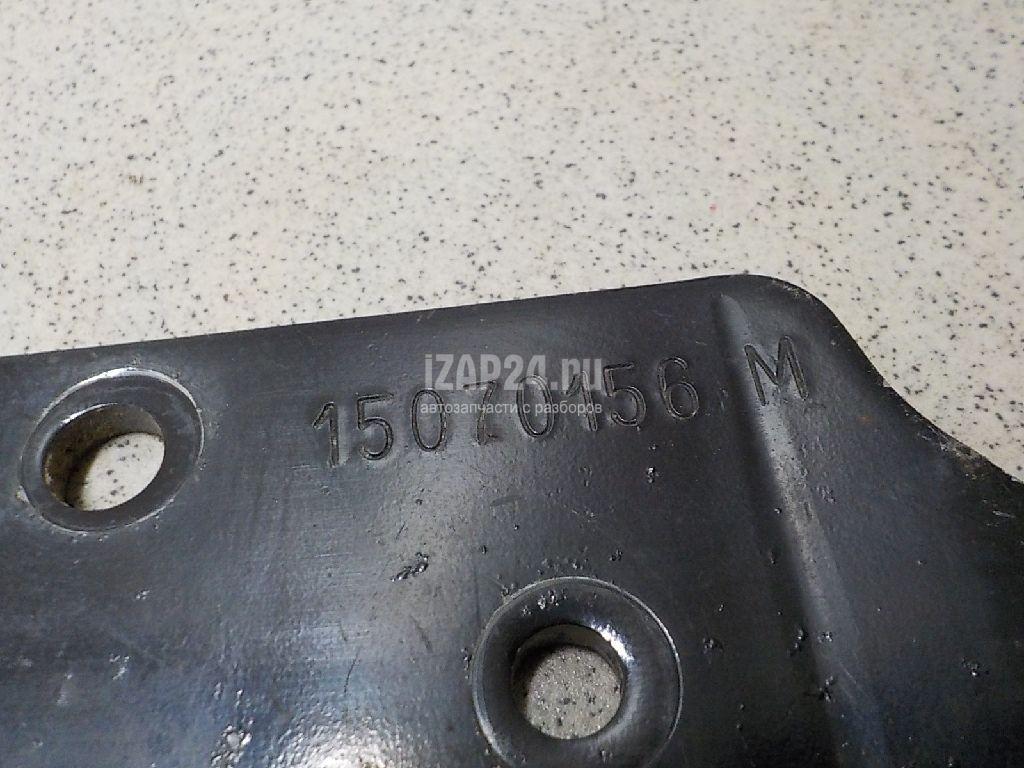 iZAP24.ru
15070156 M
автозапчасти с разборов